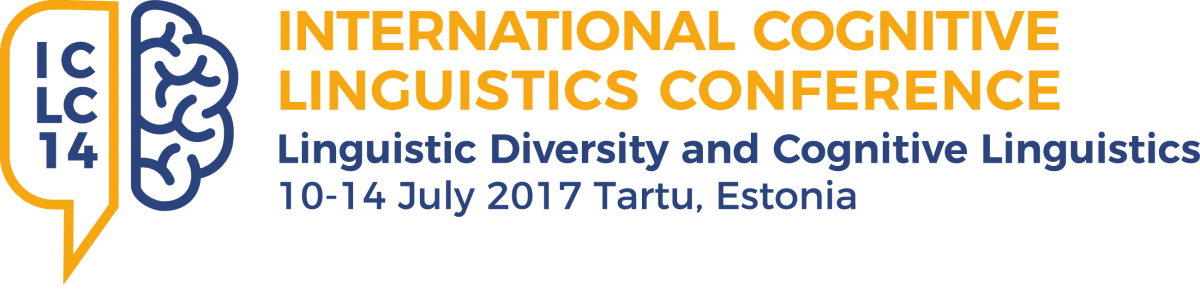 IC
LC
14
INTERNATIONAL COGNITIVE
LINGUISTICS CONFERENCE
Linguistic Diversity and Cognitive Linguistics
10-14 July 2017 Tartu, Estonia